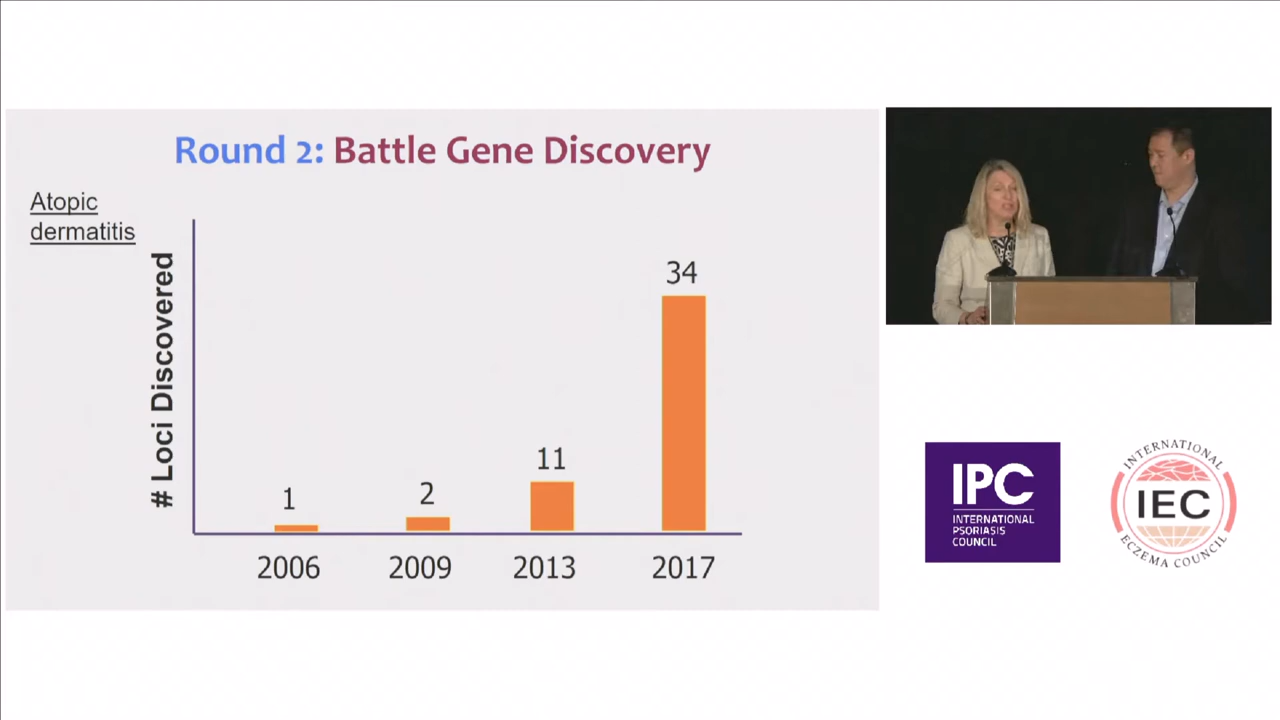 Round 2: Battle Gene Discovery
Atopic
dermatitis
# Loci Discovered
1
2
11
34
2006
2009
2013
2017
IPC
INTERNATIONAL
PSORIASIS
COUNCIL
INTERNATIONAL
IEC
ECZEMA COUNCIL